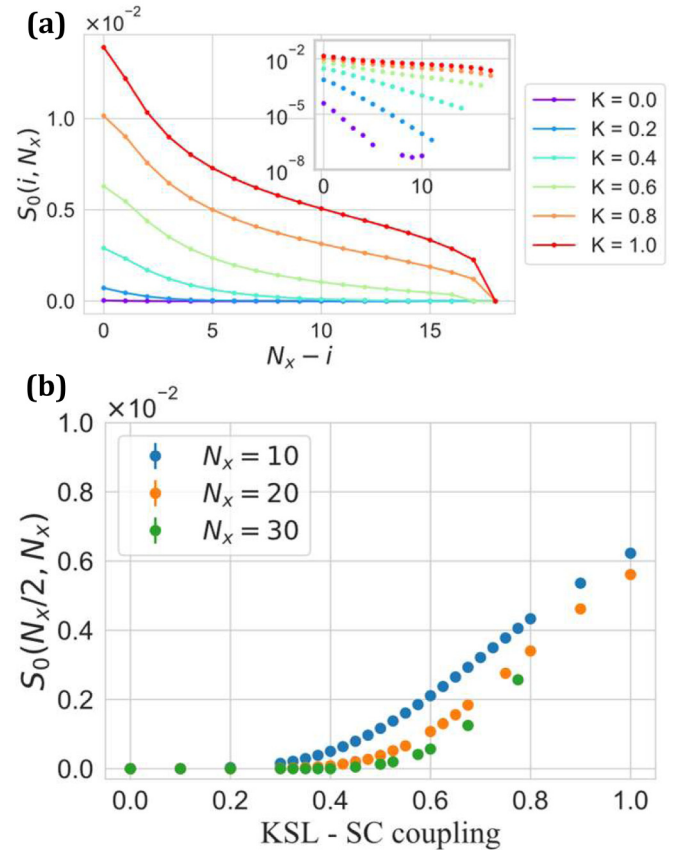 (a)
×10⁻²
1.0
0.5
0.0
S₀(i, Nₓ)
10⁻²
10⁻⁵
10⁻⁸
0 10
K = 0.0
K = 0.2
K = 0.4
K = 0.6
K = 0.8
K = 1.0
0 5 10 15
Nₓ − i
(b)
×10⁻²
1.0
0.8
0.6
0.4
0.2
0.0
S₀(Nₓ/2, Nₓ)
Nₓ = 10
Nₓ = 20
Nₓ = 30
0.0 0.2 0.4 0.6 0.8 1.0
KSL - SC coupling